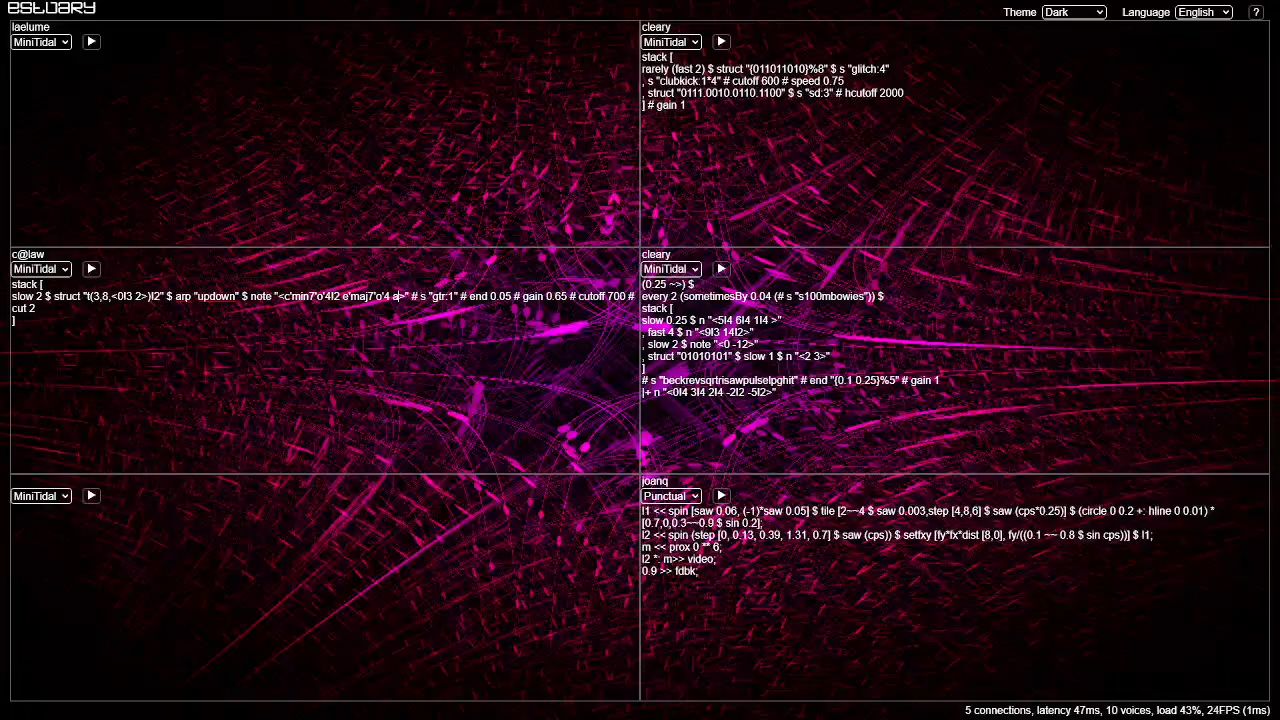 estuary
Theme Dark Language English ?
laelume
MiniTidal
cleary
MiniTidal
stack [
rarely (fast 2) $ struct "{011011010}%8" $ s "glitch:4"
, s "clubkick:1*4" # cutoff 600 # speed 0.75
, struct "0111.0010.0110.1100" $ s "sd:3" # hcutoff 2000
] # gain 1
c@law
MiniTidal
stack [
slow 2 $ struct "t(3,8,<0!3 2>)!2" $ arp "updown" $ note "<c'min7'o'4!2 e'maj7'o'4 a>" # s "gtr:1" # end 0.05 # gain 0.65 # cutoff 700 #
cut 2
]
cleary
MiniTidal
(0.25 ~>) $
every 2 (sometimesBy 0.04 (# s "s100mbowies")) $
stack [
slow 0.25 $ n "<5!4 6!4 1!4 >"
, fast 4 $ n "<9!3 14!2>"
, slow 2 $ note "<0 -12>"
, struct "01010101" $ slow 1 $ n "<2 3>"
]
# s "beckrevsqrtrisawpulselpghit" # end "{0.1 0.25}%5" # gain 1
|+ n "<0!4 3!4 2!4 -2!2 -5!2>"
MiniTidal
joanq
Punctual
l1 << spin [saw 0.06, (-1)*saw 0.05] $ tile [2~~4 $ saw 0.003,step [4,8,6] $ saw (cps*0.25)] $ (circle 0 0.2 +: hline 0 0.01) *
[0.7,0,0.3~~0.9 $ sin 0.2];
l2 << spin (step [0, 0.13, 0.39, 1.31, 0.7] $ saw (cps)) $ setfxy [fy*fx*dist [8,0], fy/((0.1 ~~ 0.8 $ sin cps))] $ l1;
m << prox 0 ** 6;
l2 *: m>> video;
0.9 >> fdbk;
5 connections, latency 47ms, 10 voices, load 43%, 24FPS (1ms)